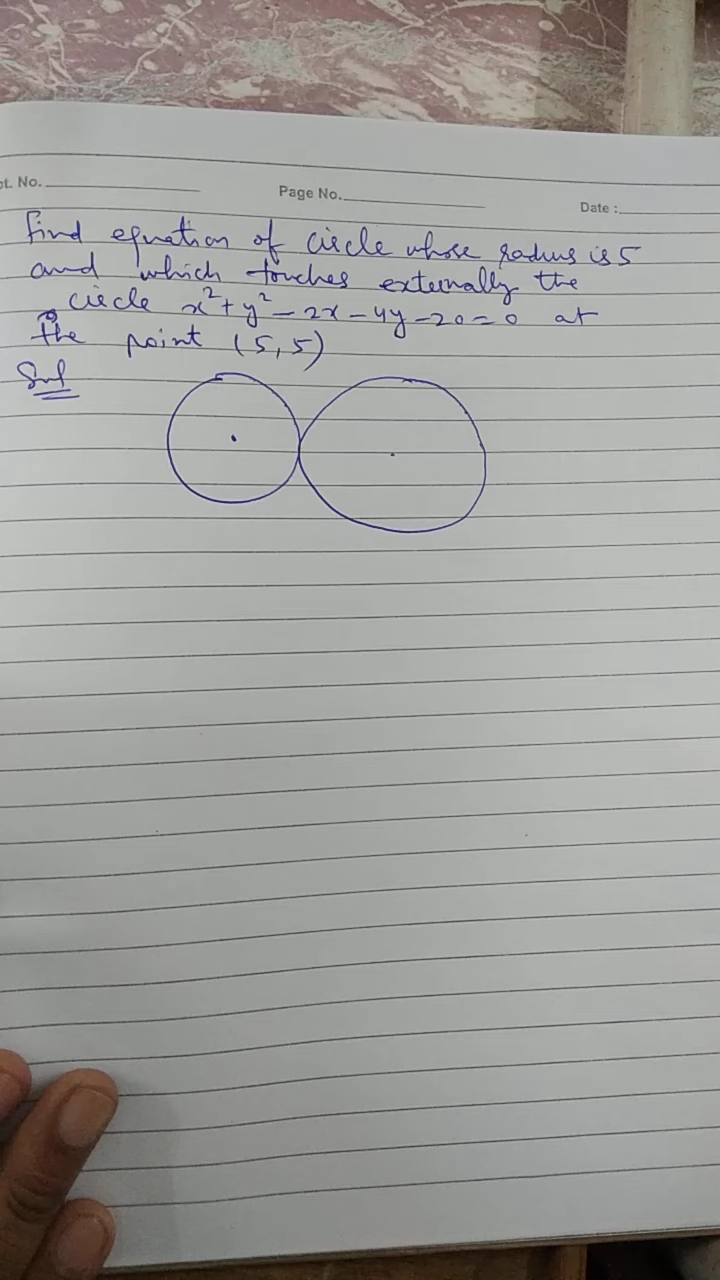 pt. No.
Page No.
Date :
Find equation of circle whose radius is 5
and which touches externally the
circle x² + y² - 2x - 4y - 20 = 0 at
the point (5, 5)
Sol